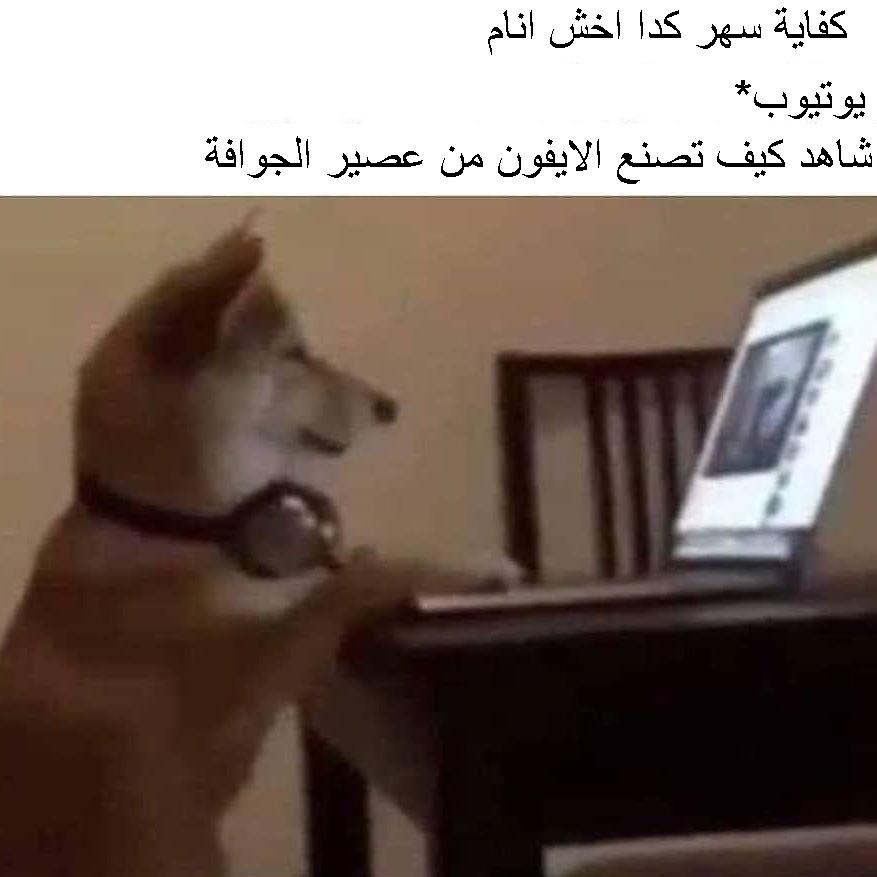 كفاية سهر كدا اخش انام
يوتيوب*
شاهد كيف تصنع الايفون من عصير الجوافة